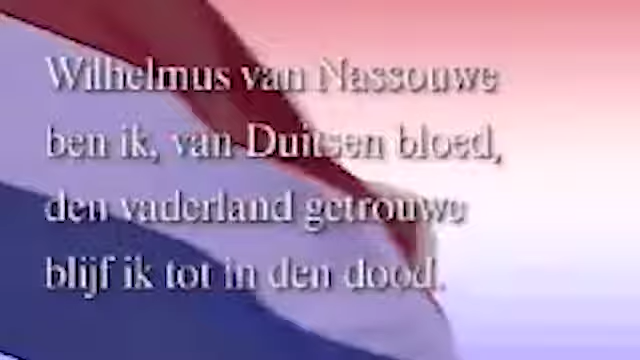 Wilhelmus van Nassouwe
ben ik, van Duitsen bloed,
den vaderland getrouwe
blijf ik tot in den dood.